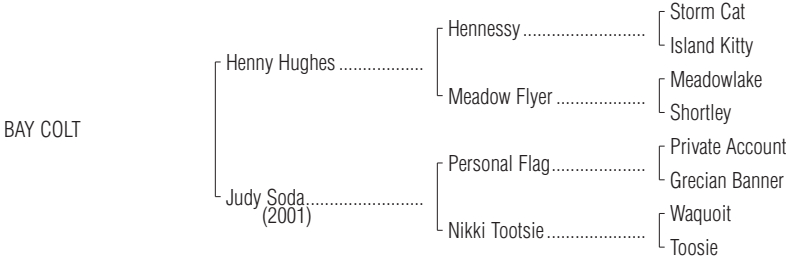 Storm Cat
Hennessy..........................
Island Kitty
Henny Hughes..................
Meadowlake
Meadow Flyer...................
Shortley
BAY COLT
Private Account
Personal Flag....................
Grecian Banner
Judy Soda.........................
(2001)
Waquoit
Nikki Tootsie.....................
Toosie